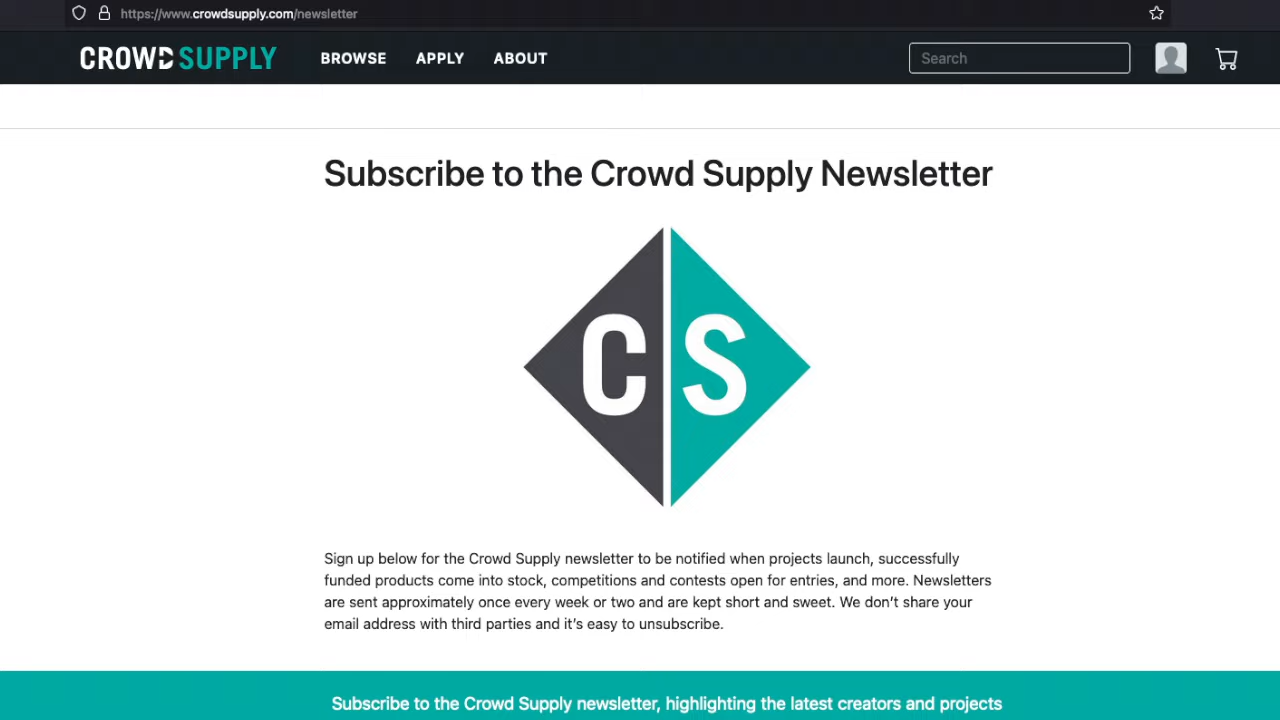 https://www.crowdsupply.com/newsletter
CROWD SUPPLY BROWSE APPLY ABOUT Search
Subscribe to the Crowd Supply Newsletter
C S
Sign up below for the Crowd Supply newsletter to be notified when projects launch, successfully
funded products come into stock, competitions and contests open for entries, and more. Newsletters
are sent approximately once every week or two and are kept short and sweet. We don’t share your
email address with third parties and it’s easy to unsubscribe.
Subscribe to the Crowd Supply newsletter, highlighting the latest creators and projects